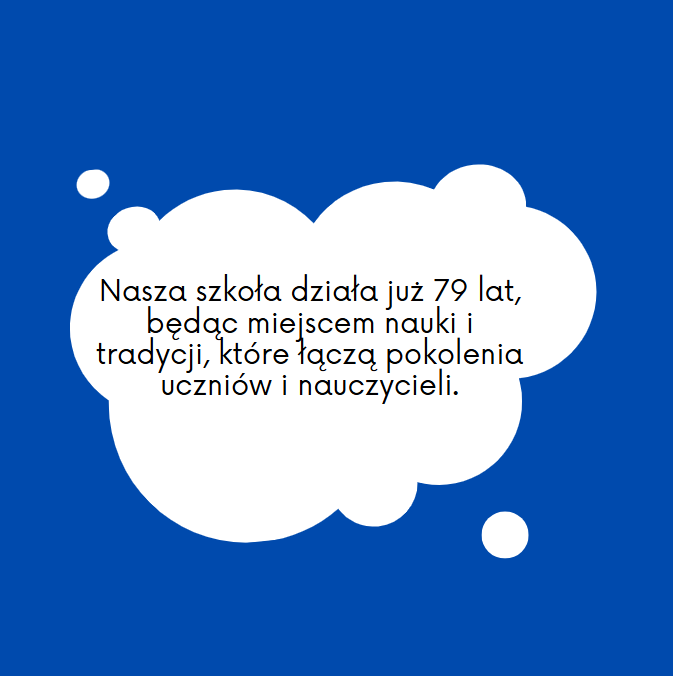 Nasza szkoła działa już 79 lat,
będąc miejscem nauki i
tradycji, które łączą pokolenia
uczniów i nauczycieli.